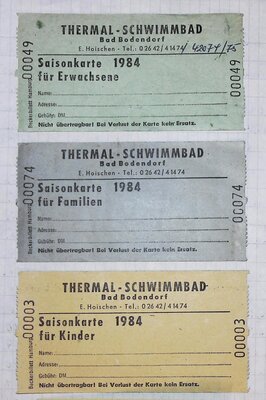 THERMAL-SCHWIMMBAD
Bad Bodendorf
E. Hoischen - Tel.: 0 26 42 / 4 14 74 / 42074/75
Saisonkarte 1984
für Erwachsene
Name:
Adresse:
Gebühr: DM
Nicht übertragbar! Bei Verlust der Karte kein Ersatz.
00049
00049
THERMAL-SCHWIMMBAD
Bad Bodendorf
E. Hoischen - Tel.: 0 26 42 / 4 14 74
Saisonkarte 1984
für Familien
Name:
Adresse:
Gebühr: DM
Nicht übertragbar! Bei Verlust der Karte kein Ersatz.
00074
00074
THERMAL-SCHWIMMBAD
Bad Bodendorf
E. Hoischen - Tel.: 0 26 42 / 4 14 74
Saisonkarte 1984
für Kinder
Name:
Adresse:
Gebühr: DM
Nicht übertragbar! Bei Verlust der Karte kein Ersatz.
00003
00003